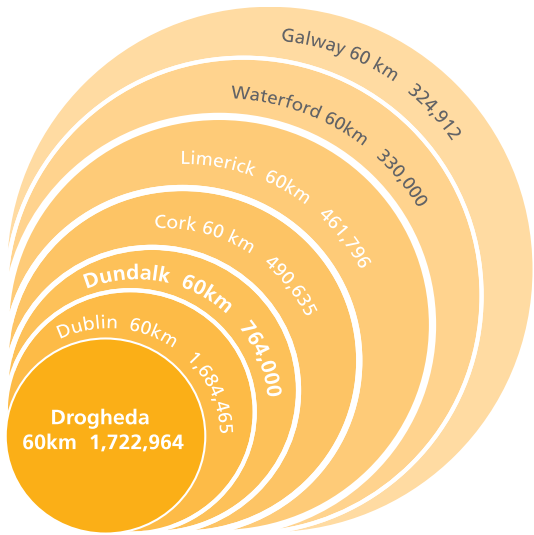 Galway 60 km 324,912
Waterford 60km 330,000
Limerick 60km 461,796
Cork 60 km 490,635
Dundalk 60km 764,000
Dublin 60km 1,684,465
Drogheda
60km 1,722,964